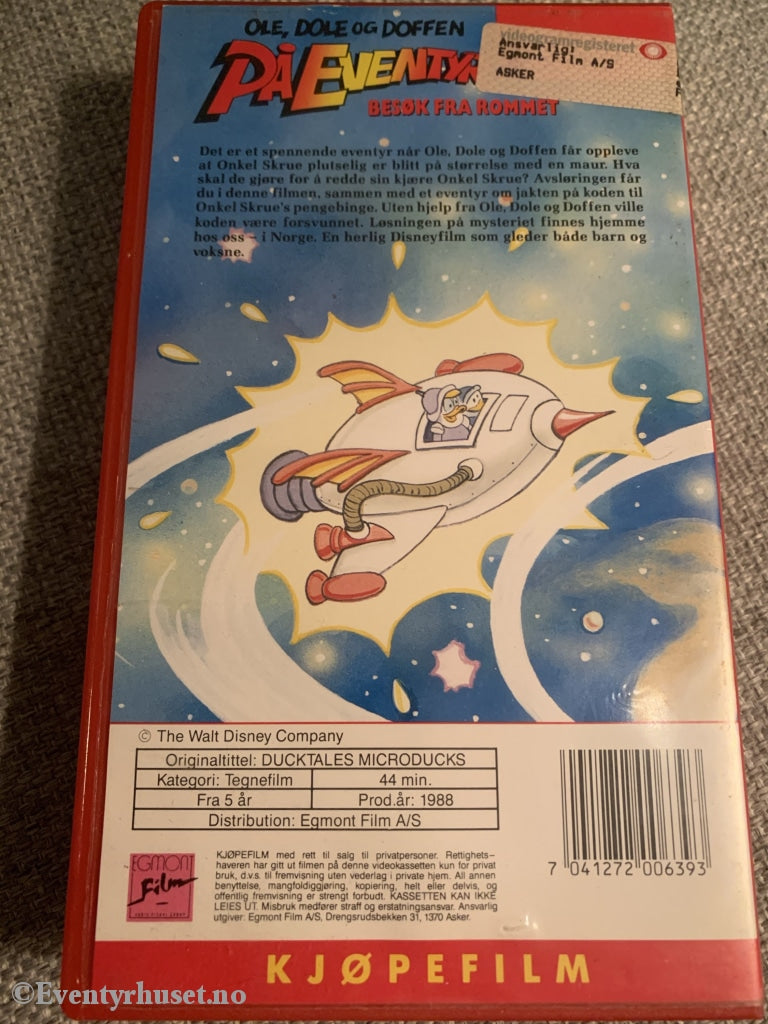 OLE, DOLE OG DOFFEN
PÅ EVENTYR
BESØK FRA ROMMET
videogramregisteret
Ansvarlig:
Egmont Film A/S
ASKER
Det er et spennende eventyr når Ole, Dole og Doffen får oppleve
at Onkel Skrue plutselig er blitt på størrelse med en maur. Hva
skal de gjøre for å redde sin kjære Onkel Skrue? Avsløringen får
du i denne filmen, sammen med et eventyr om jakten på koden til
Onkel Skrue's pengebinge. Uten hjelp fra Ole, Dole og Doffen ville
koden være forsvunnet. Løsningen på mysteriet finnes hjemme
hos oss – i Norge. En herlig Disneyfilm som gleder både barn og
voksne.
© The Walt Disney Company
Originaltittel: DUCKTALES MICRODUCKS
Kategori: Tegnefilm 44 min.
Fra 5 år Prod.år: 1988
Distribution: Egmont Film A/S
EGMONT
Film
KJØPEFILM med rett til salg til privatpersoner. Rettighets-
haveren har gitt ut filmen på denne videokassetten kun for privat
bruk, d.v.s. til fremvisning uten vederlag i private hjem. All annen
benyttelse, mangfoldiggjøring, kopiering, helt eller delvis, og
offentlig fremvisning er strengt forbudt. KASSETTEN KAN IKKE
LEIES UT. Misbruk medfører straff og erstatningsansvar. Ansvarlig
utgiver: Egmont Film A/S, Drengsrudsbekken 31, 1370 Asker.
7 041272 006393
KJØPEFILM
©Eventyrhuset.no